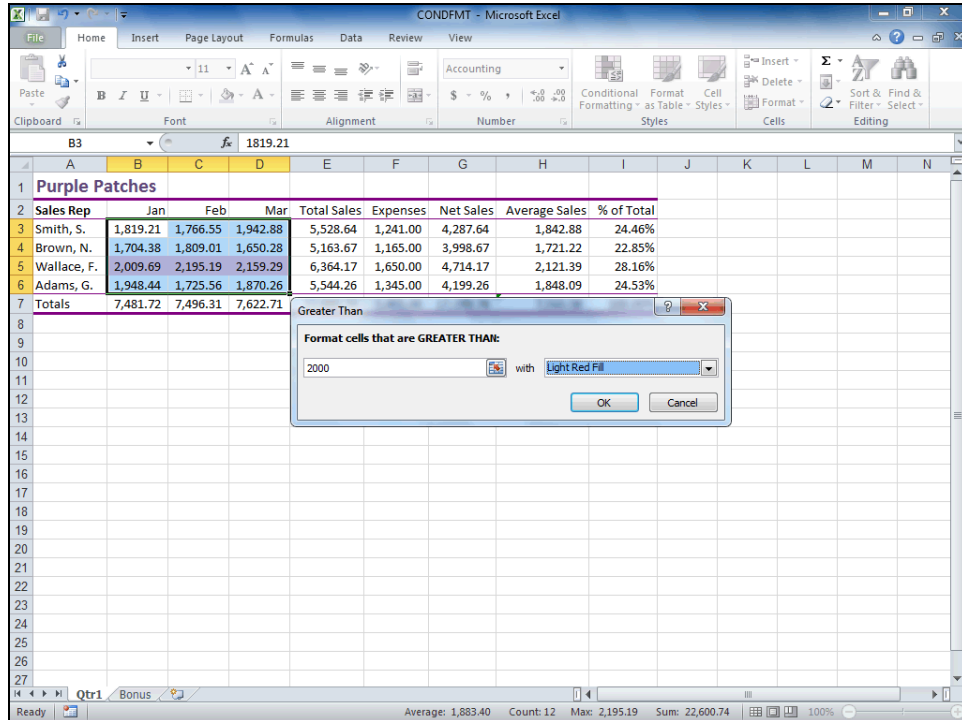 CONDFMT - Microsoft Excel
File Home Insert Page Layout Formulas Data Review View
Paste
11 A A
Accounting
Conditional Formatting
Format as Table
Cell Styles
Insert
Delete
Format
Σ
Sort & Filter
Find & Select
B I U A
$ % , .0 .00 .00 .0
Clipboard Font Alignment Number Styles Cells Editing
B3 fx 1819.21
A B C D E F G H I J K L M N
1 Purple Patches
2 Sales Rep Jan Feb Mar Total Sales Expenses Net Sales Average Sales % of Total
3 Smith, S. 1,819.21 1,766.55 1,942.88 5,528.64 1,241.00 4,287.64 1,842.88 24.46%
4 Brown, N. 1,704.38 1,809.01 1,650.28 5,163.67 1,165.00 3,998.67 1,721.22 22.85%
5 Wallace, F. 2,009.69 2,195.19 2,159.29 6,364.17 1,650.00 4,714.17 2,121.39 28.16%
6 Adams, G. 1,948.44 1,725.56 1,870.26 5,544.26 1,345.00 4,199.26 1,848.09 24.53%
7 Totals 7,481.72 7,496.31 7,622.71
Greater Than
Format cells that are GREATER THAN:
2000 with Light Red Fill
OK Cancel
8
9
10
11
12
13
14
15
16
17
18
19
20
21
22
23
24
25
26
27
Qtr1 Bonus
Ready Average: 1,883.40 Count: 12 Max: 2,195.19 Sum: 22,600.74 100%